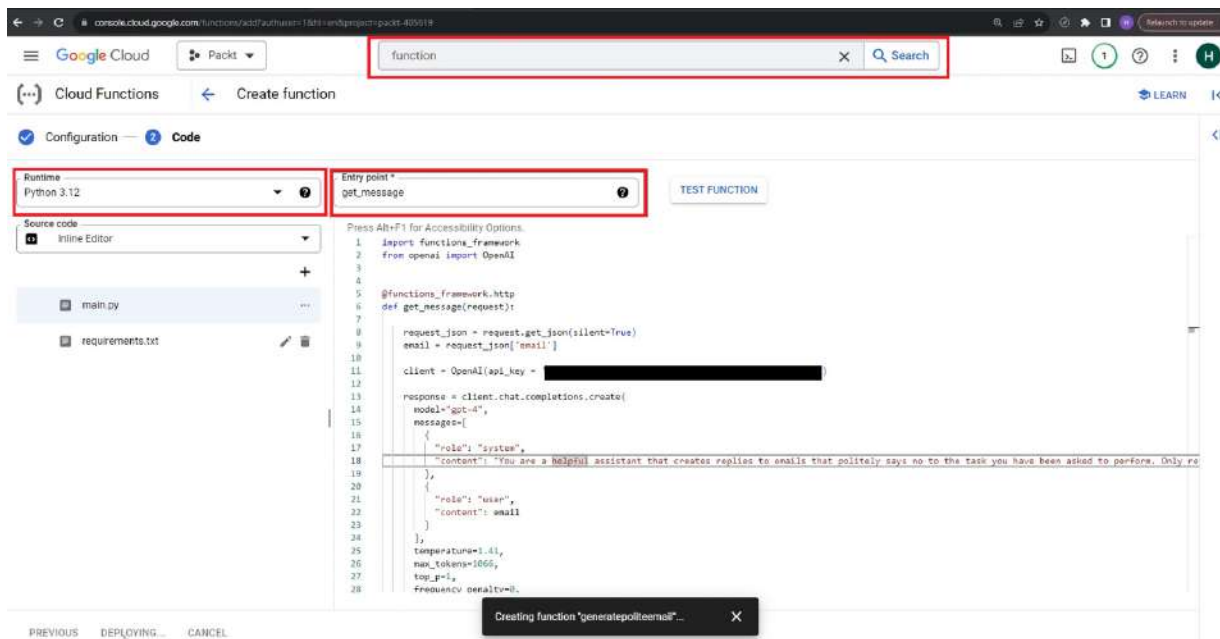 console.cloud.google.com/functions/add?authuser=1&hl=en&project=packt-405619
Relaunch to update
Google Cloud
Packt
function
Search
1
H
Cloud Functions
Create function
LEARN
Configuration
2
Code
Runtime
Python 3.12
Entry point *
get_message
TEST FUNCTION
Source code
Inline Editor
main.py
requirements.txt
Press Alt+F1 for Accessibility Options.
1 import functions_framework
2 from openai import OpenAI
3
4
5 @functions_framework.http
6 def get_message(request):
7
8 request_json = request.get_json(silent=True)
9 email = request_json['email']
10
11 client = OpenAI(api_key = )
12
13 response = client.chat.completions.create(
14 model="gpt-4",
15 messages=[
16 {
17 "role": "system",
18 "content": "You are a helpful assistant that creates replies to emails that politely says no to the task you have been asked to perform. Only re
19 },
20 {
21 "role": "user",
22 "content": email
23 }
24 ],
25 temperature=1.41,
26 max_tokens=1066,
27 top_p=1,
28 frequency_penalty=0,
Creating function "generatepoliteemail"...
PREVIOUS
DEPLOYING...
CANCEL